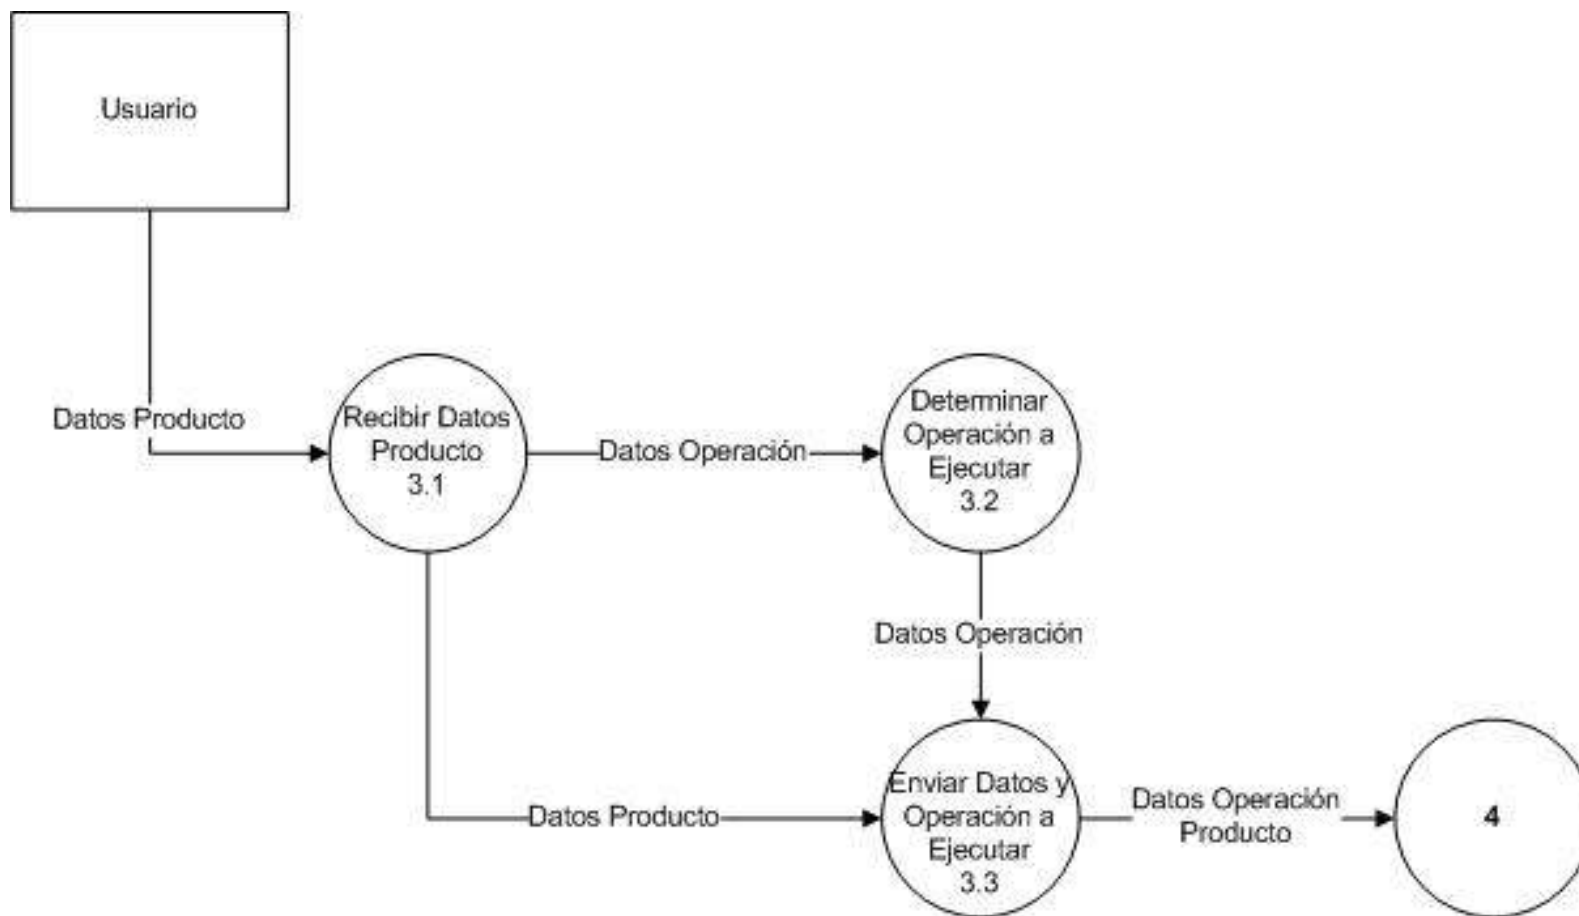 Usuario
Datos Producto
Recibir Datos
Producto
3.1
Datos Operación
Determinar
Operación a
Ejecutar
3.2
Datos Operación
Datos Producto
Enviar Datos y
Operación a
Ejecutar
3.3
Datos Operación
Producto
4